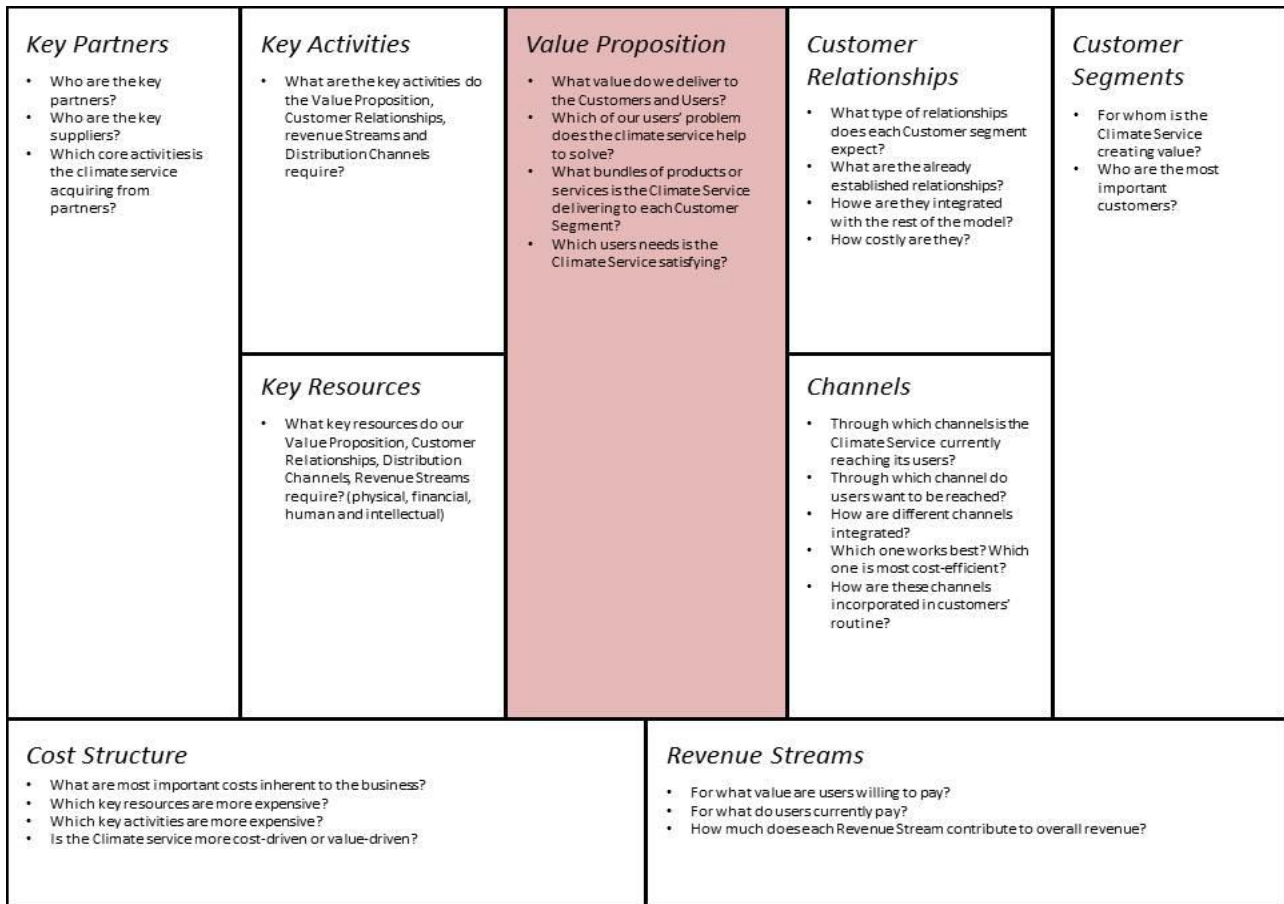 Key Partners
• Who are the key
partners?
• Who are the key
suppliers?
• Which core activities is
the climate service
acquiring from
partners?
Key Activities
• What are the key activities do
the Value Proposition,
Customer Relationships,
revenue Streams and
Distribution Channels
require?
Key Resources
• What key resources do our
Value Proposition, Customer
Relationships, Distribution
Channels, Revenue Streams
require? (physical, financial,
human and intellectual)
Value Proposition
• What value do we deliver to
the Customers and Users?
• Which of our users' problem
does the climate service help
to solve?
• What bundles of products or
services is the Climate Service
delivering to each Customer
Segment?
• Which users needs is the
Climate Service satisfying?
Customer
Relationships
• What type of relationships
does each Customer segment
expect?
• What are the already
established relationships?
• Howe are they integrated
with the rest of the model?
• How costly are they?
Channels
• Through which channels is the
Climate Service currently
reaching its users?
• Through which channel do
users want to be reached?
• How are different channels
integrated?
• Which one works best? Which
one is most cost-efficient?
• How are these channels
incorporated in customers'
routine?
Customer
Segments
• For whom is the
Climate Service
creating value?
• Who are the most
important
customers?
Cost Structure
• What are most important costs inherent to the business?
• Which key resources are more expensive?
• Which key activities are more expensive?
• Is the Climate service more cost-driven or value-driven?
Revenue Streams
• For what value are users willing to pay?
• For what do users currently pay?
• How much does each Revenue Stream contribute to overall revenue?